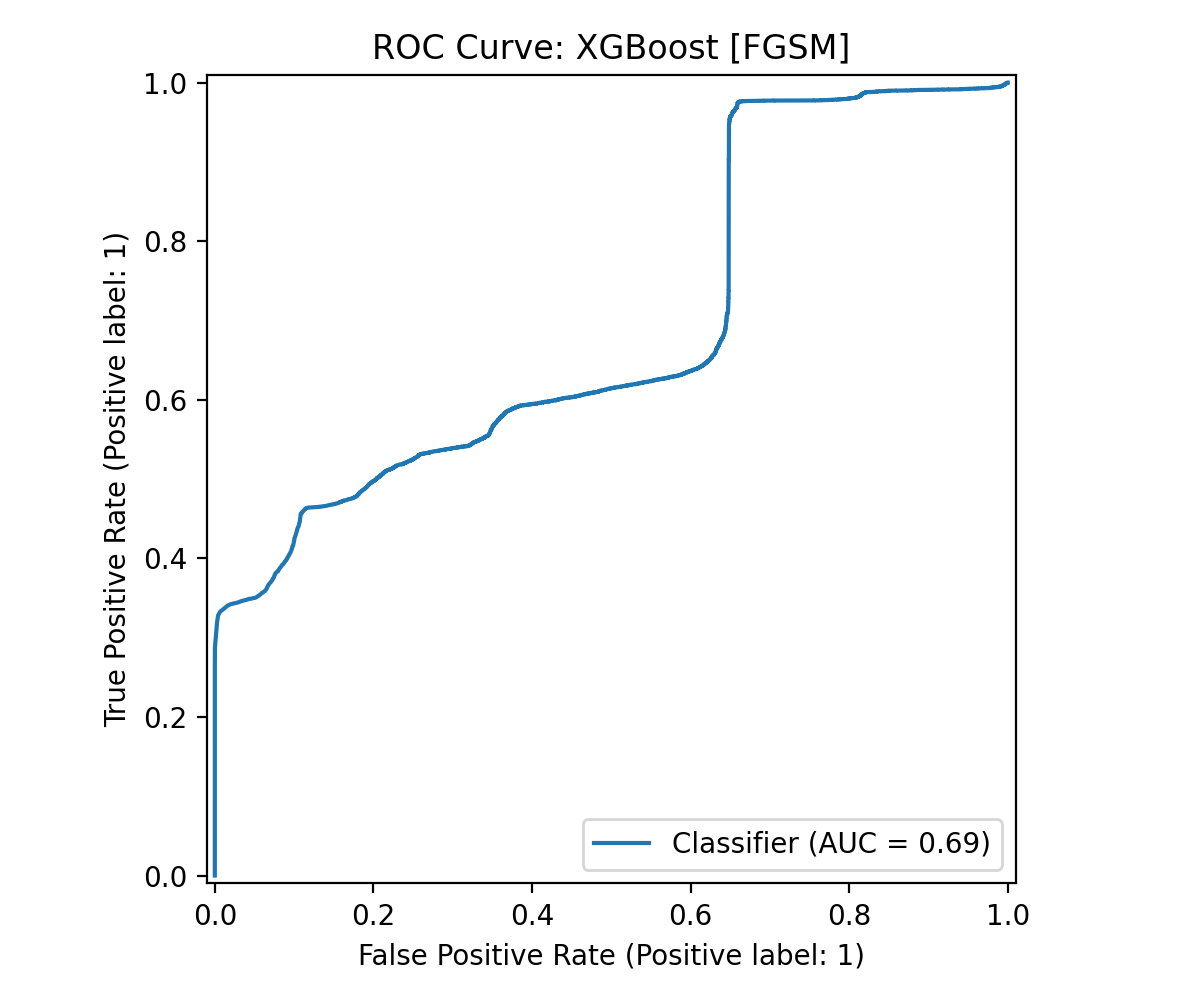 ROC Curve: XGBoost [FGSM]
True Positive Rate (Positive label: 1)
1.0
0.8
0.6
0.4
0.2
0.0
Classifier (AUC = 0.69)
0.0 0.2 0.4 0.6 0.8 1.0
False Positive Rate (Positive label: 1)